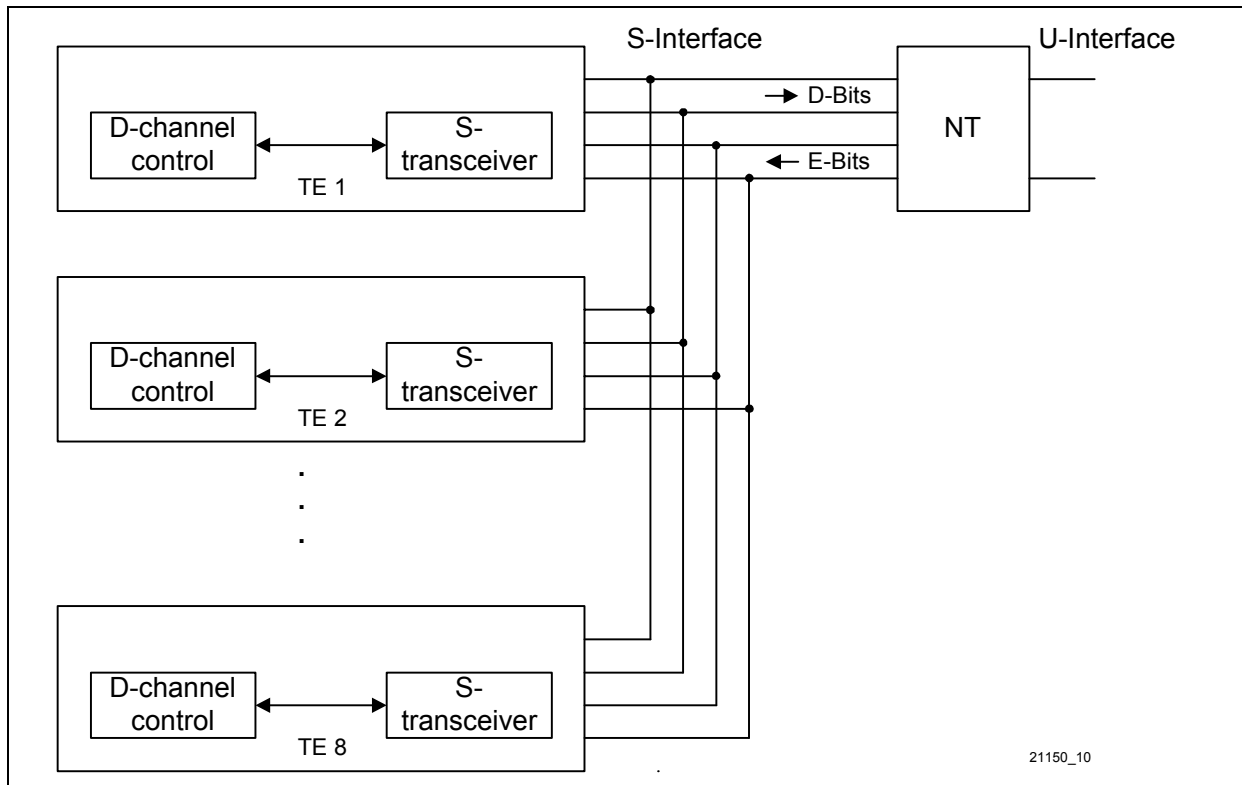 S-Interface
U-Interface
D-channel
control
S-
transceiver
TE 1
D-Bits
E-Bits
NT
D-channel
control
S-
transceiver
TE 2
.
.
.
D-channel
control
S-
transceiver
TE 8
21150_10